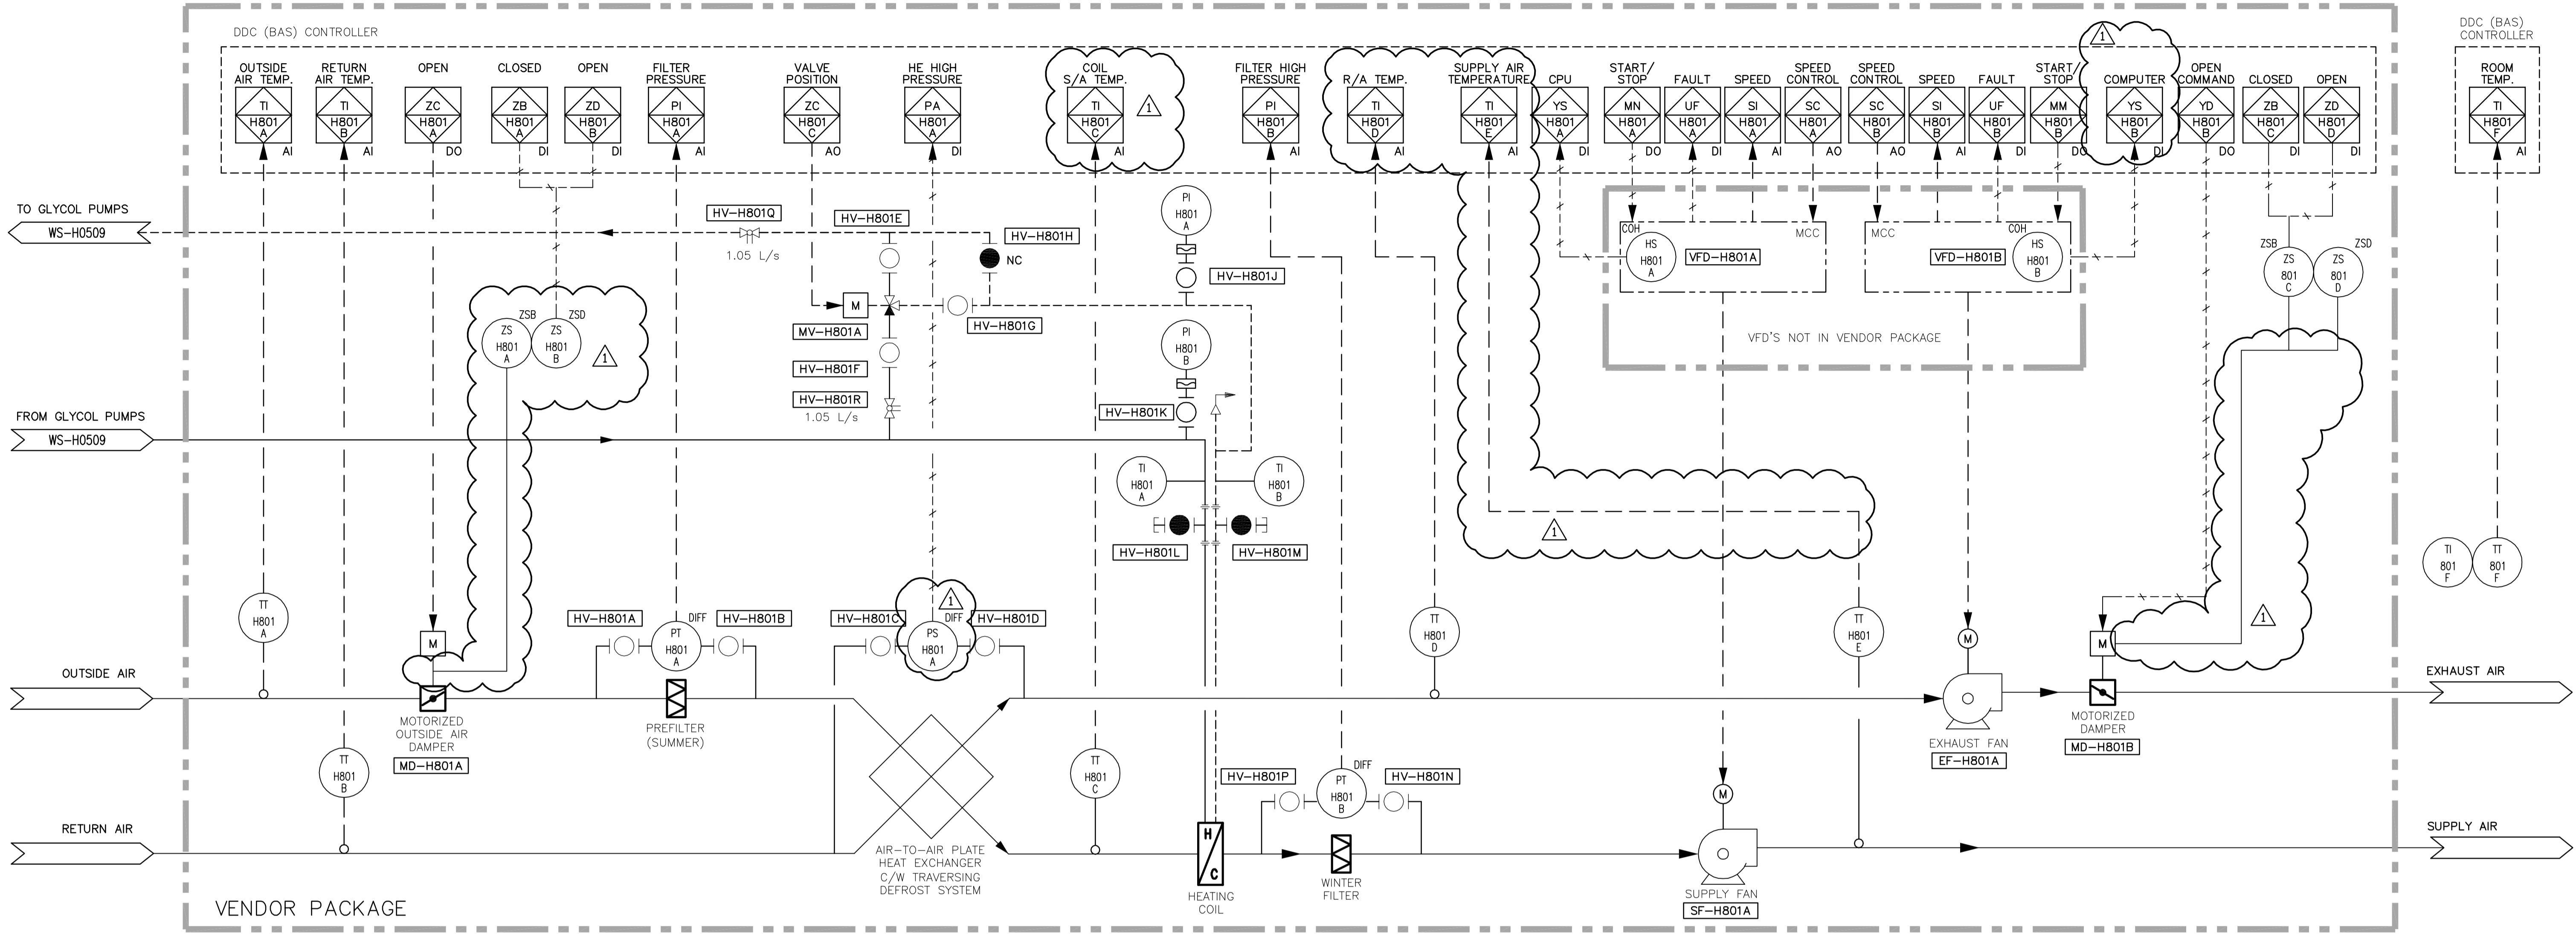 DDC (BAS) CONTROLLER
DDC (BAS)
CONTROLLER
OUTSIDE
AIR TEMP.
TI
H801
A
AI
RETURN
AIR TEMP.
TI
H801
B
AI
OPEN
ZC
H801
A
DO
CLOSED
ZB
H801
A
DI
OPEN
ZD
H801
B
DI
FILTER
PRESSURE
PI
H801
A
AI
VALVE
POSITION
ZC
H801
C
AO
HE HIGH
PRESSURE
PA
H801
A
DI
COIL
S/A TEMP.
TI
H801
C
AI
1
FILTER HIGH
PRESSURE
PI
H801
B
AI
R/A TEMP.
TI
H801
D
AI
SUPPLY AIR
TEMPERATURE
TI
H801
E
AI
CPU
YS
H801
A
DI
START/
STOP
MN
H801
A
DO
FAULT
UF
H801
A
DI
SPEED
SI
H801
A
AI
SPEED
CONTROL
SC
H801
A
AO
SPEED
CONTROL
SC
H801
B
AO
SPEED
SI
H801
B
AI
FAULT
UF
H801
B
DI
START/
STOP
MM
H801
B
DO
1
COMPUTER
YS
H801
B
DI
OPEN
COMMAND
YD
H801
B
DO
CLOSED
ZB
H801
C
DI
OPEN
ZD
H801
D
DI
ROOM
TEMP.
TI
H801
F
AI
TO GLYCOL PUMPS
WS-H0509
HV-H801Q
1.05 L/s
HV-H801E
HV-H801H
NC
PI
H801
A
HV-H801J
M
MV-H801A
HV-H801G
HV-H801F
HV-H801R
1.05 L/s
PI
H801
B
HV-H801K
COH
HS
H801
A
VFD-H801A
MCC
MCC
VFD-H801B
COH
HS
H801
B
VFD'S NOT IN VENDOR PACKAGE
ZSB
ZS
801
C
ZSD
ZS
801
D
ZSB
ZS
H801
A
ZSD
ZS
H801
B
1
FROM GLYCOL PUMPS
WS-H0509
TI
H801
A
TI
H801
B
HV-H801L
HV-H801M
1
TI
801
F
TT
801
F
TT
H801
A
M
HV-H801A
PT
H801
A
DIFF
HV-H801B
HV-H801C
1
PS
H801
A
DIFF
HV-H801D
TT
H801
D
TT
H801
E
M
M
1
OUTSIDE AIR
EXHAUST AIR
MOTORIZED
OUTSIDE AIR
DAMPER
MD-H801A
PREFILTER
(SUMMER)
EXHAUST FAN
EF-H801A
MOTORIZED
DAMPER
MD-H801B
TT
H801
B
TT
H801
C
HV-H801P
PT
H801
B
DIFF
HV-H801N
M
RETURN AIR
SUPPLY AIR
AIR-TO-AIR PLATE
HEAT EXCHANGER
C/W TRAVERSING
DEFROST SYSTEM
H
C
HEATING
COIL
WINTER
FILTER
SUPPLY FAN
SF-H801A
VENDOR PACKAGE